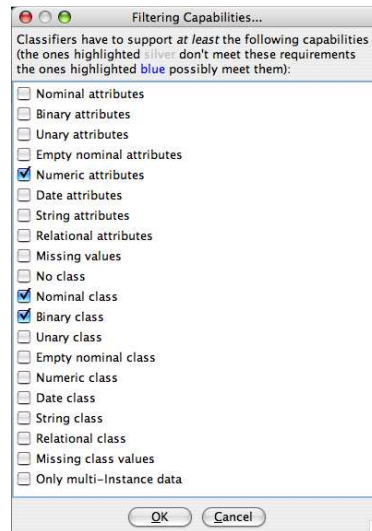 Filtering Capabilities...
Classifiers have to support at least the following capabilities
(the ones highlighted silver don't meet these requirements
the ones highlighted blue possibly meet them):
Nominal attributes
Binary attributes
Unary attributes
Empty nominal attributes
Numeric attributes
Date attributes
String attributes
Relational attributes
Missing values
No class
Nominal class
Binary class
Unary class
Empty nominal class
Numeric class
Date class
String class
Relational class
Missing class values
Only multi-Instance data
OK Cancel